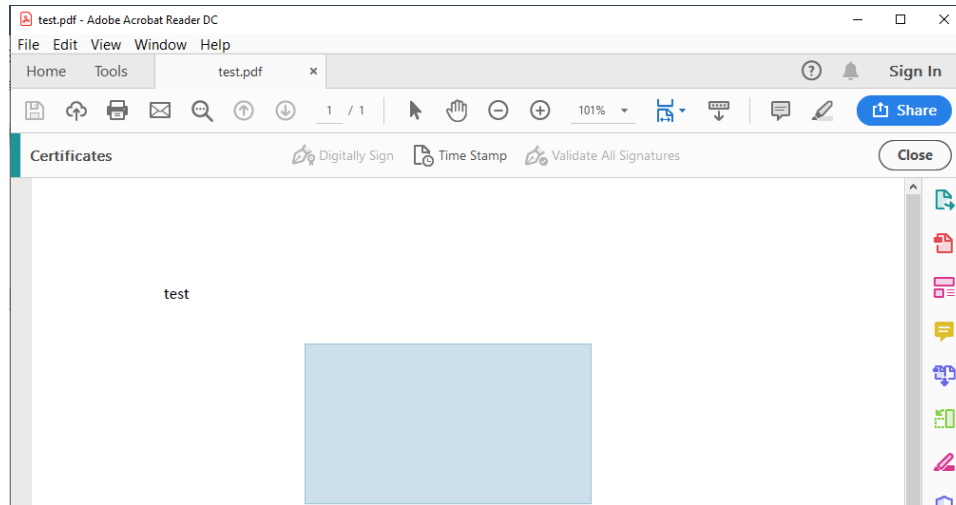 test.pdf - Adobe Acrobat Reader DC
File Edit View Window Help
Home Tools test.pdf × ? Sign In
1 / 1 101% Share
Certificates Digitally Sign Time Stamp Validate All Signatures Close
test